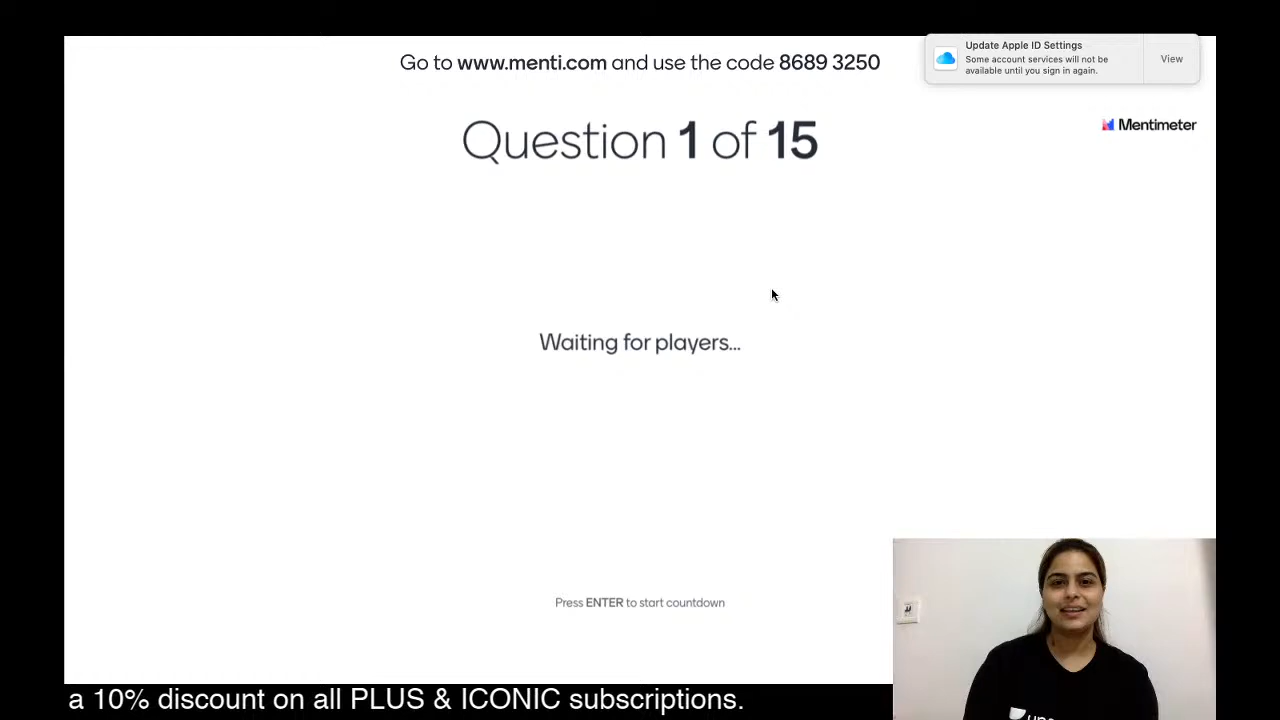 Go to www.menti.com and use the code 8689 3250
Update Apple ID Settings
Some account services will not be
available until you sign in again.
View
Mentimeter
Question 1 of 15
Waiting for players...
Press ENTER to start countdown
a 10% discount on all PLUS & ICONIC subscriptions.